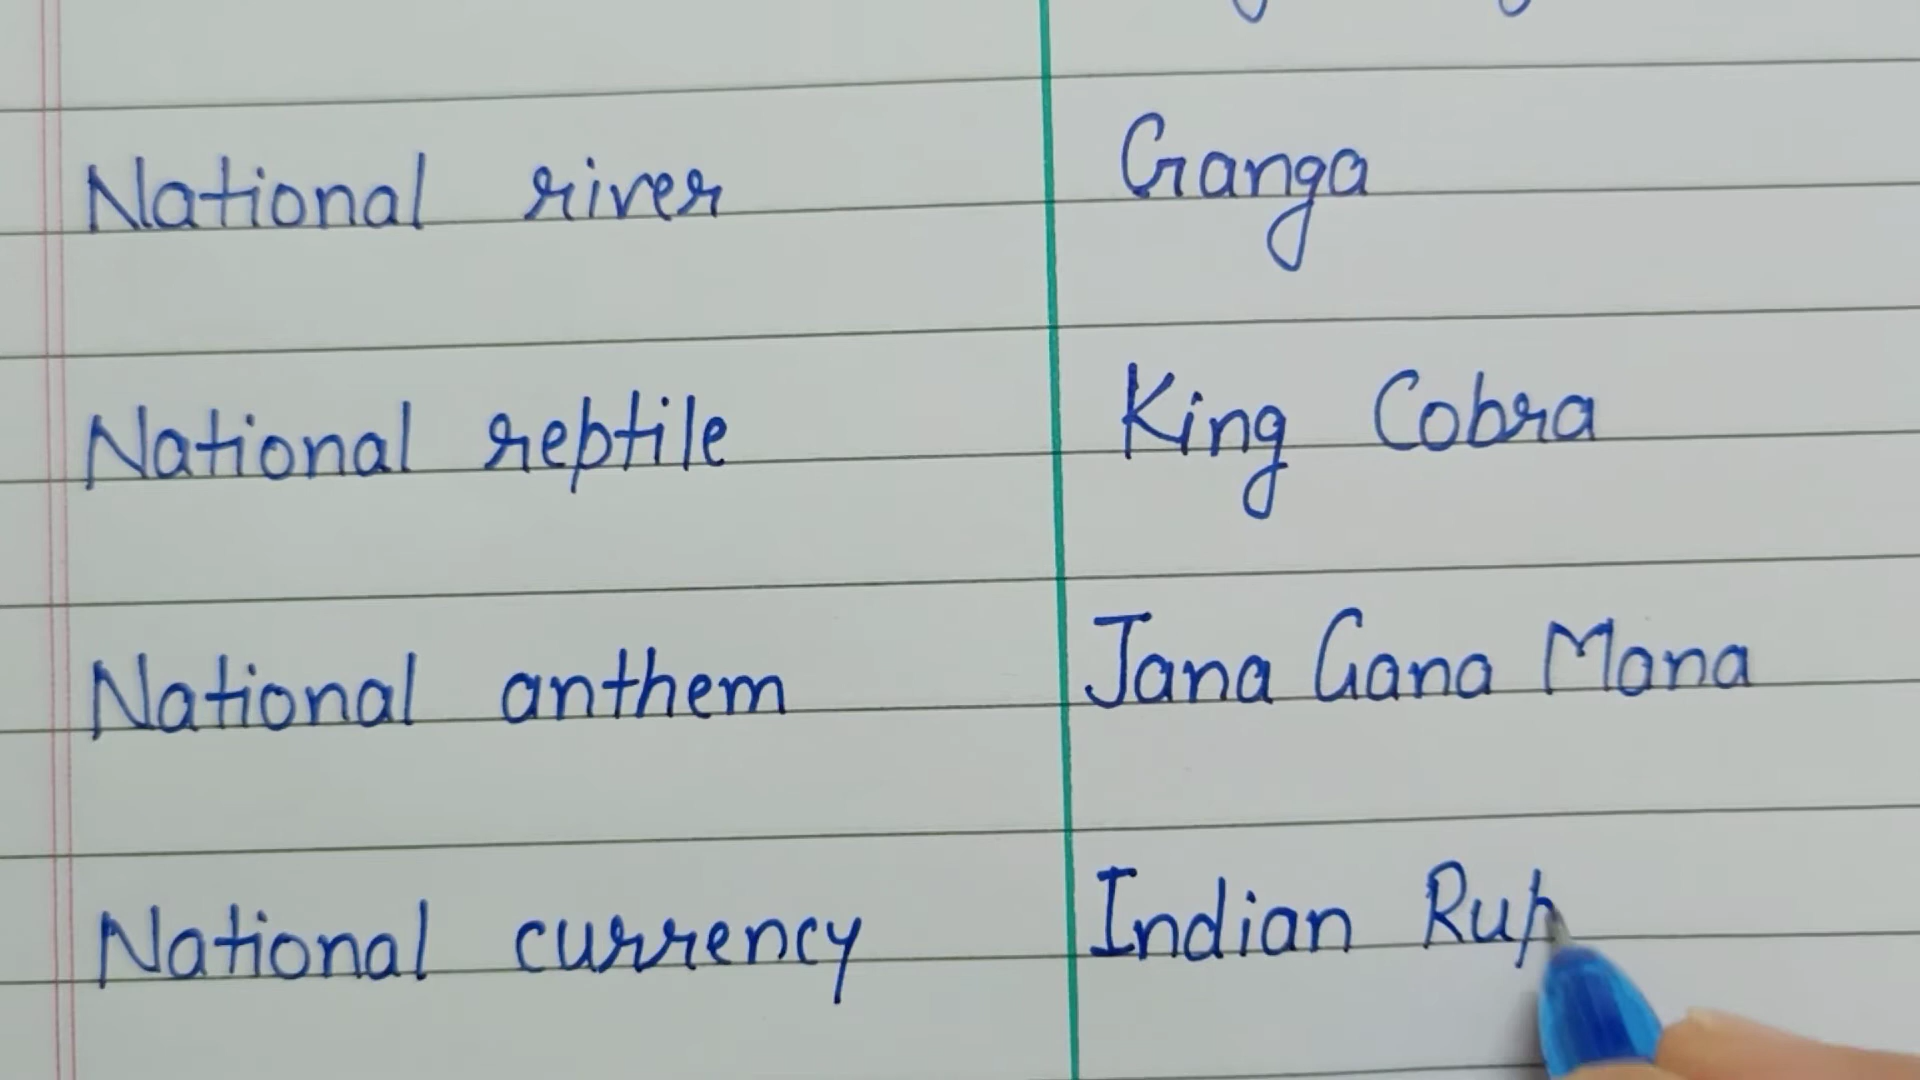 National river Ganga
National reptile King Cobra
National anthem Jana Gana Mana
National currency Indian Rup